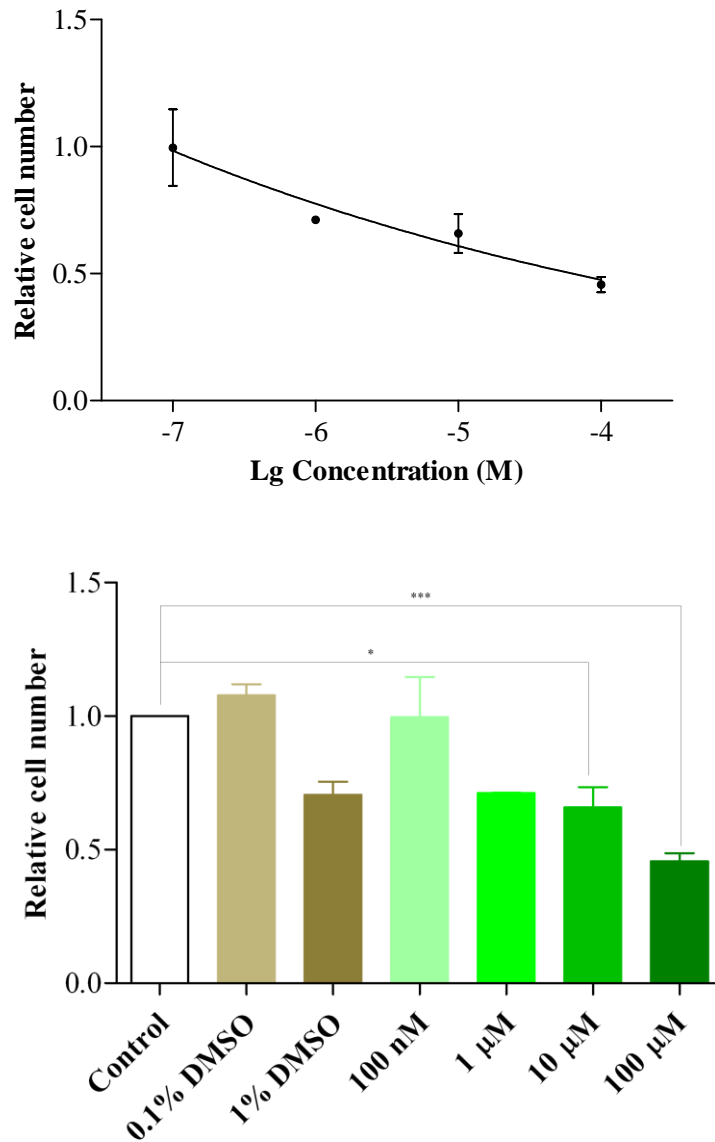 Relative cell number
1.5
1.0
0.5
0.0
-7 -6 -5 -4
Lg Concentration (M)
Relative cell number
1.5
1.0
0.5
0.0
***
*
Control
0.1% DMSO
1% DMSO
100 nM
1 µM
10 µM
100 µM